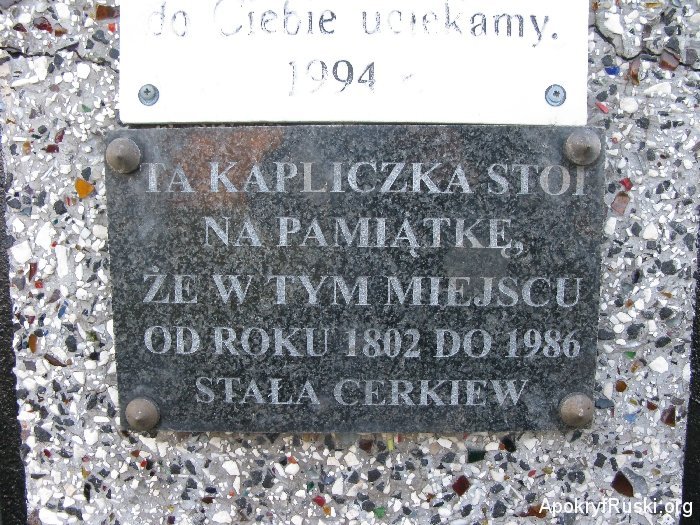 do Ciebie uciekamy.
1994
TA KAPLICZKA STOI
NA PAMIĄTKĘ,
ŻE W TYM MIEJSCU
OD ROKU 1802 DO 1986
STAŁA CERKIEW
ApokryfRuski.org